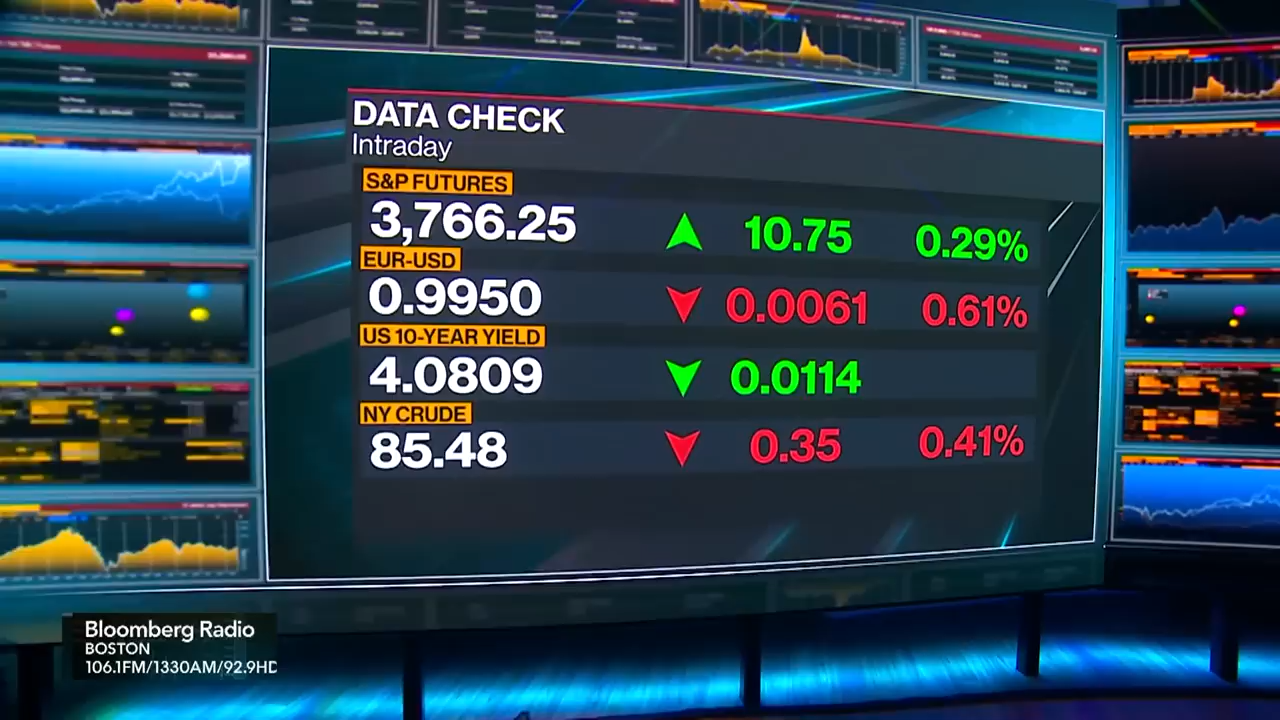 DATA CHECK
Intraday
S&P FUTURES
3,766.25 10.75 0.29%
EUR-USD
0.9950 0.0061 0.61%
US 10-YEAR YIELD
4.0809 0.0114
NY CRUDE
85.48 0.35 0.41%
Bloomberg Radio
BOSTON
106.1FM/1330AM/92.9HD